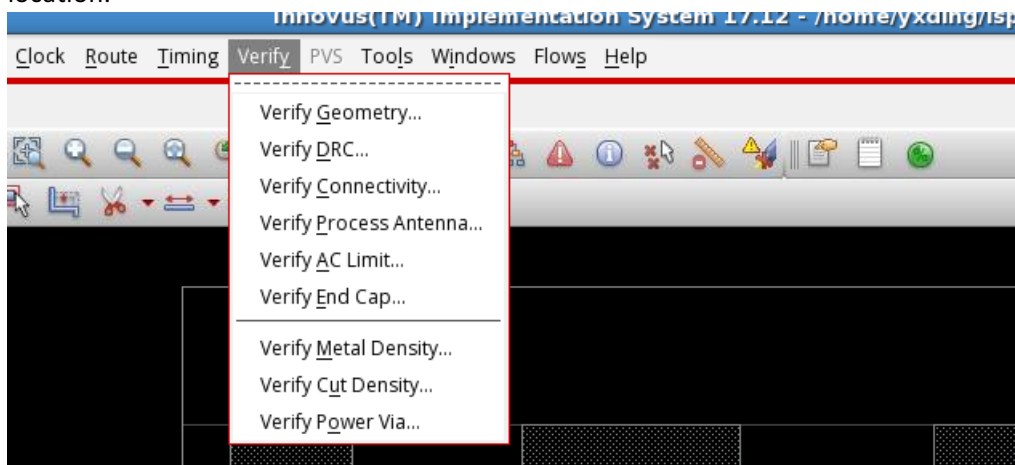 location.
Innovus(TM) Implementation System 17.12 - /home/yxding/isp
Clock Route Timing Verify PVS Tools Windows Flows Help
Verify Geometry...
Verify DRC...
Verify Connectivity...
Verify Process Antenna...
Verify AC Limit...
Verify End Cap...
Verify Metal Density...
Verify Cut Density...
Verify Power Via...